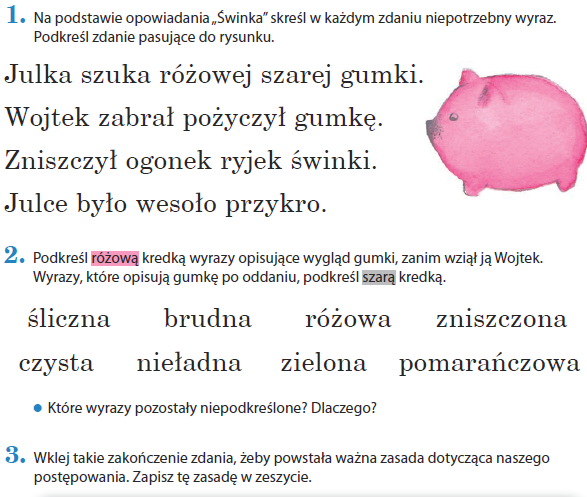 1. Na podstawie opowiadania „Świnka” skreśl w każdym zdaniu niepotrzebny wyraz.
Podkreśl zdanie pasujące do rysunku.
Julka szuka różowej szarej gumki.
Wojtek zabrał pożyczył gumkę.
Zniszczył ogonek ryjek świnki.
Julce było wesoło przykro.
2. Podkreśl różową kredką wyrazy opisujące wygląd gumki, zanim wziął ją Wojtek.
Wyrazy, które opisują gumkę po oddaniu, podkreśl szarą kredką.
śliczna brudna różowa zniszczona
czysta nieładna zielona pomarańczowa
• Które wyrazy pozostały niepodkreślone? Dlaczego?
3. Wklej takie zakończenie zdania, żeby powstała ważna zasada dotycząca naszego
postępowania. Zapisz tę zasadę w zeszycie.